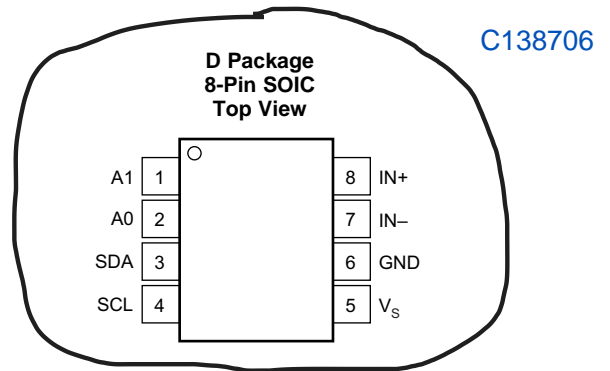 C138706
D Package
8-Pin SOIC
Top View
A1 1 8 IN+
A0 2 7 IN–
SDA 3 6 GND
SCL 4 5 VS